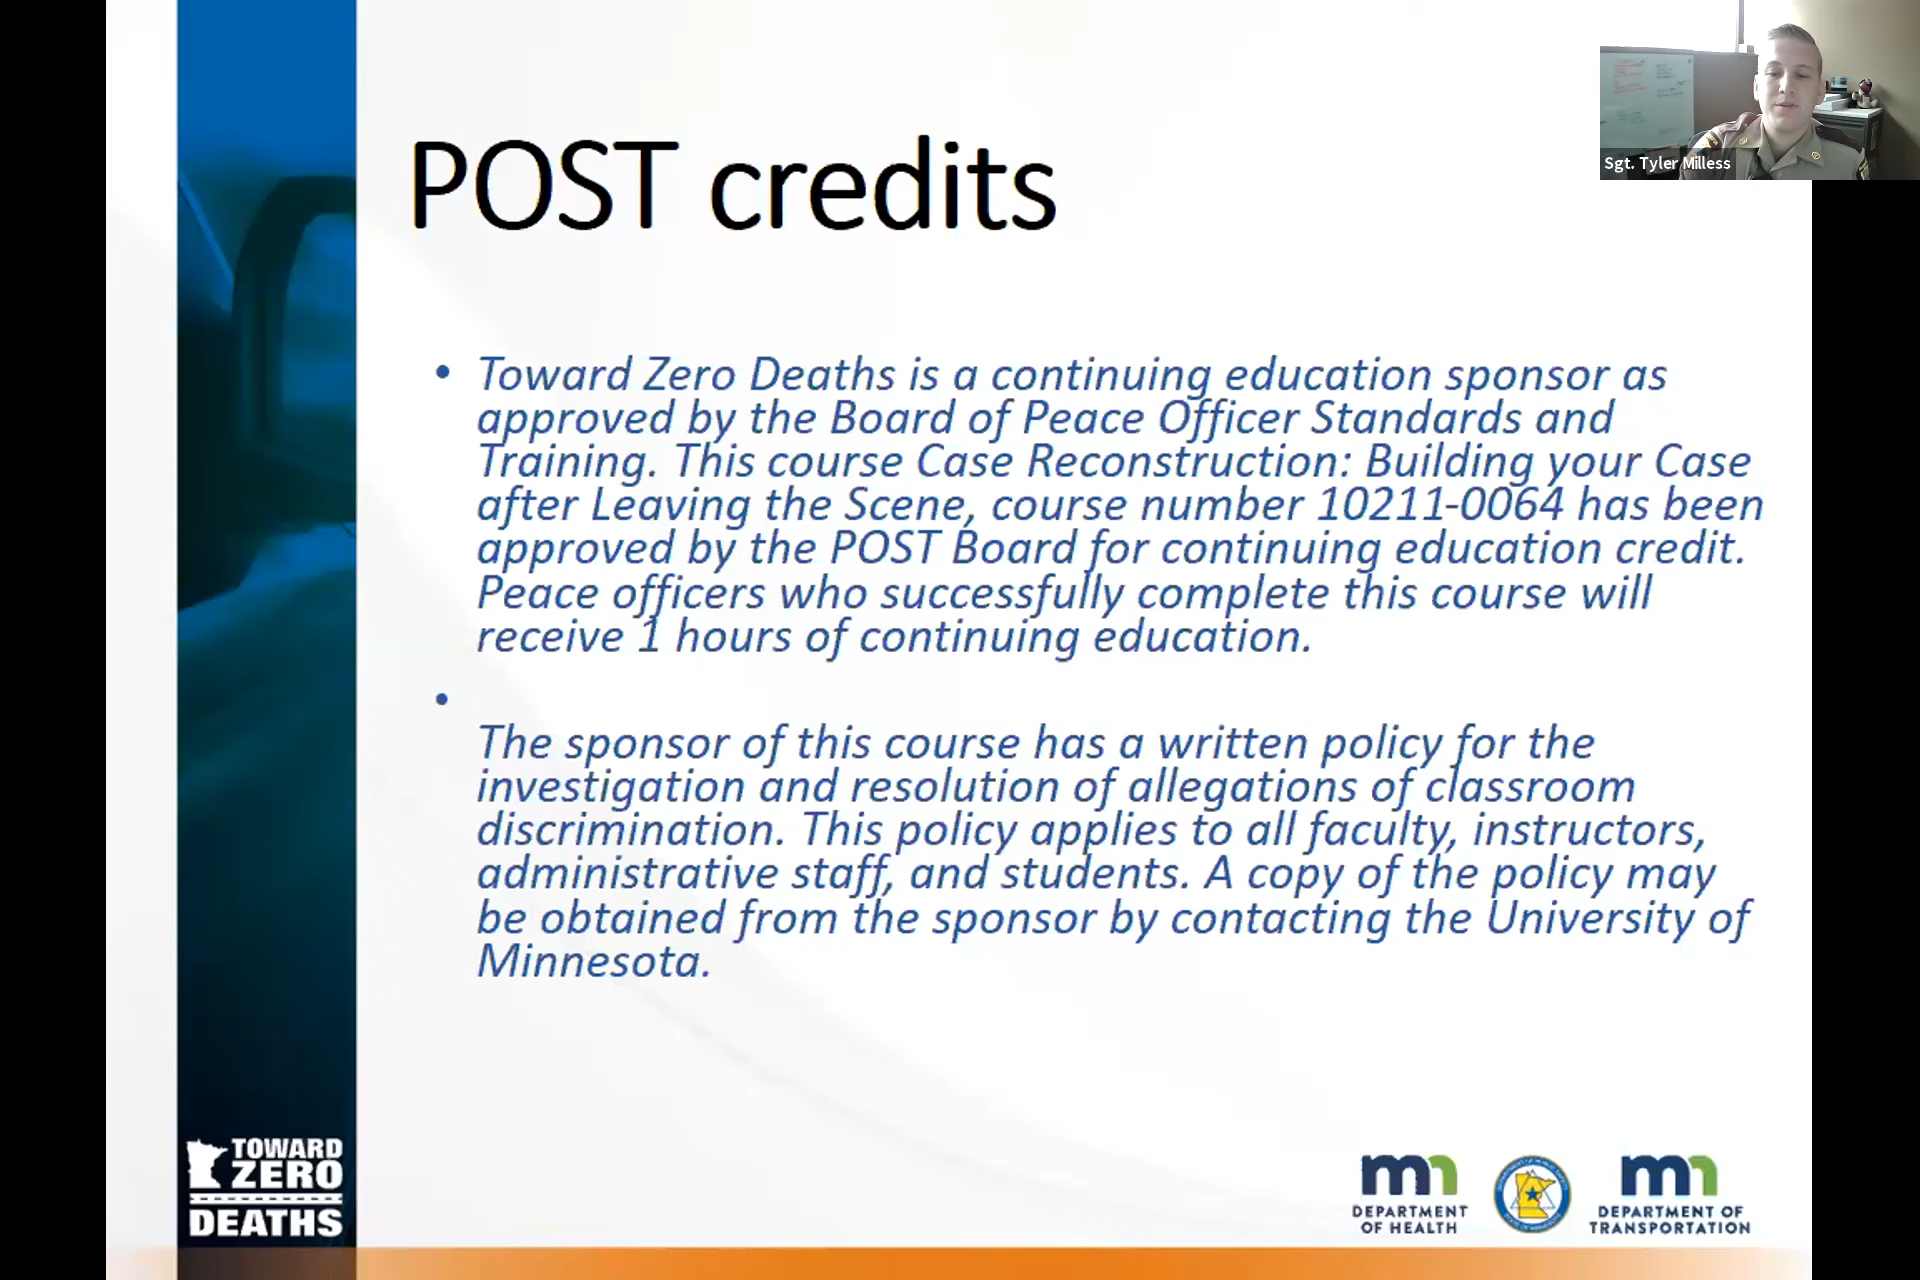 POST credits
Sgt. Tyler Milless
• Toward Zero Deaths is a continuing education sponsor as
approved by the Board of Peace Officer Standards and
Training. This course Case Reconstruction: Building your Case
after Leaving the Scene, course number 10211-0064 has been
approved by the POST Board for continuing education credit.
Peace officers who successfully complete this course will
receive 1 hours of continuing education.
•
The sponsor of this course has a written policy for the
investigation and resolution of allegations of classroom
discrimination. This policy applies to all faculty, instructors,
administrative staff, and students. A copy of the policy may
be obtained from the sponsor by contacting the University of
Minnesota.
TOWARD
ZERO
DEATHS
mn
DEPARTMENT
OF HEALTH
mn
DEPARTMENT OF
TRANSPORTATION